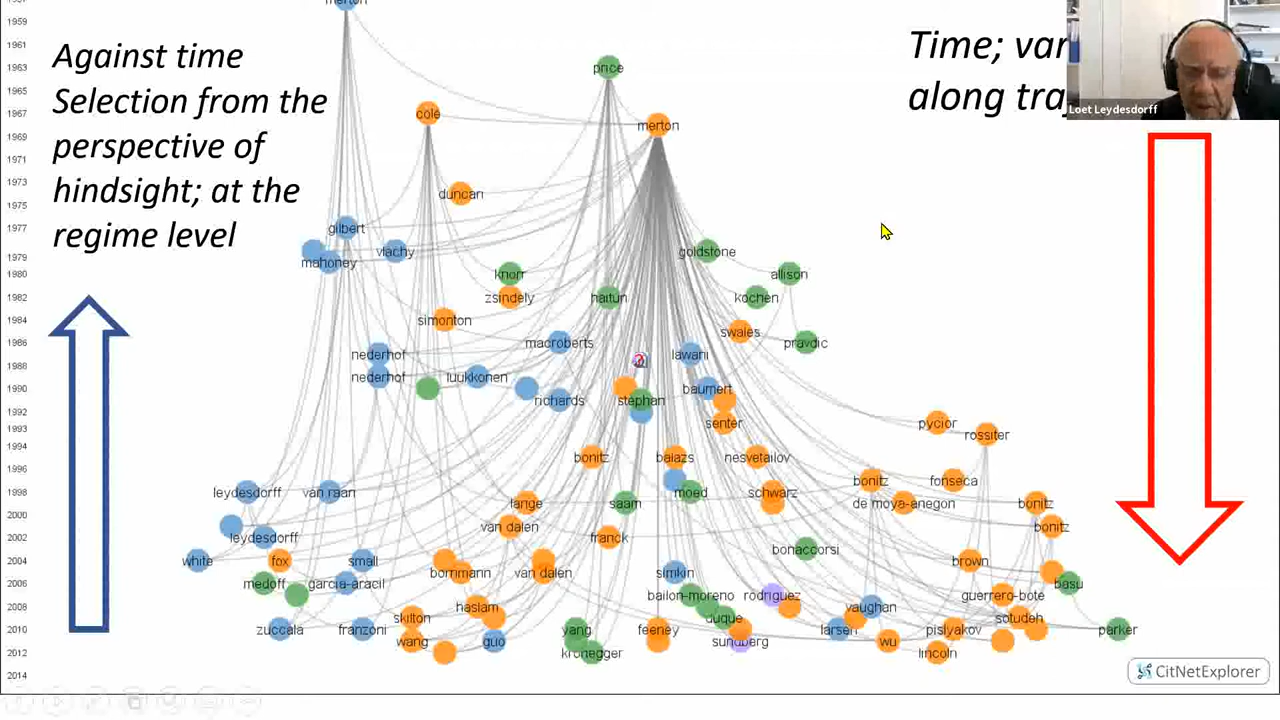 merton
1959
Against time
Selection from the
perspective of
hindsight; at the
regime level
Time;
along
Loet Leydesdorff
1961
1963
price
1965
1967
cole
merton
1969
1971
1973
duncan
1975
1977
gilbert
1979
mahoney
vlachy
goldstone
1980
knorr
allison
1982
zsindely
haitun
kochen
1984
simonton
swales
1986
macroberts
pravdic
1988
nederhof
lawani
nederhof
luukkonen
1990
baumert
richards
stephan
1992
senter
pycior
1993
rossiter
1994
bonitz
balazs
nesvetailov
1996
bonitz
fonseca
1998
leydesdorff
van raan
moed
schwarz
lange
saam
de moya-anegon
bonitz
2000
van dalen
bonitz
2002
leydesdorff
franck
bonaccorsi
2004
white
fox
small
brown
borrmann
van dalen
simkin
2006
medoff
garcia-aracil
basu
bailon-moreno
rodriguez
guerrero-bote
2008
haslam
vaughan
skilton
duque
sotudeh
2010
zuccala
franzoni
yang
feeney
larsen
pislyakov
parker
wang
guo
sundberg
wu
2012
kronegger
lincoln
2014
CitNetExplorer